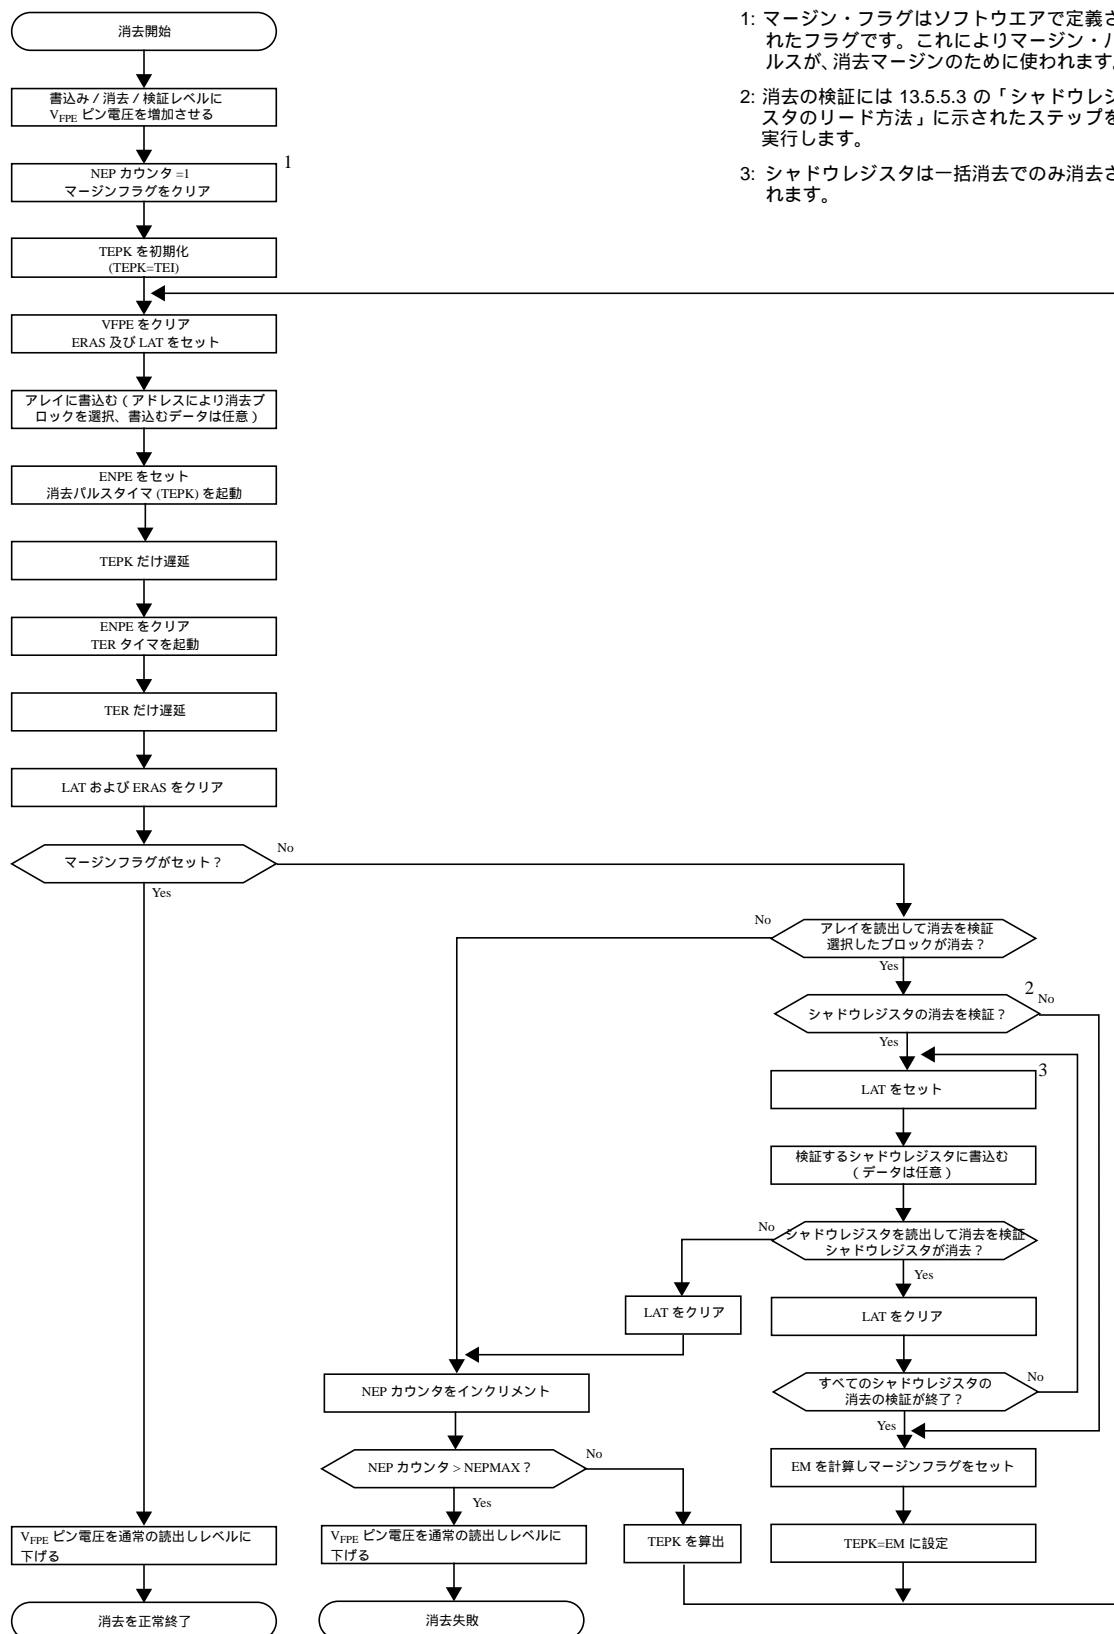 消去開始
書込み / 消去 / 検証レベルに
VFPE ピン電圧を増加させる
NEP カウンタ =1
マージンフラグをクリア
1
TEPK を初期化
(TEPK=TEI)
VFPE をクリア
ERAS 及び LAT をセット
アレイに書込む ( アドレスにより消去ブ
ロックを選択、書込むデータは任意 )
ENPE をセット
消去パルスタイマ (TEPK) を起動
TEPK だけ遅延
ENPE をクリア
TER タイマを起動
TER だけ遅延
LAT および ERAS をクリア
マージンフラグがセット ?
No
Yes
1: マージン・フラグはソフトウエアで定義さ
れたフラグです。これによりマージン・パ
ルスが、消去マージンのために使われます。
2: 消去の検証には 13.5.5.3 の「シャドウレジ
スタのリード方法」に示されたステップを
実行します。
3: シャドウレジスタは一括消去でのみ消去さ
れます。
アレイを読出して消去を検証
選択したブロックが消去 ?
No
Yes
シャドウレジスタの消去を検証 ?
2
No
Yes
LAT をセット
3
検証するシャドウレジスタに書込む
( データは任意 )
シャドウレジスタを読出して消去を検証
シャドウレジスタが消去 ?
No
Yes
LAT をクリア
LAT をクリア
すべてのシャドウレジスタの
消去の検証が終了 ?
No
Yes
NEP カウンタをインクリメント
NEP カウンタ > NEPMAX ?
No
Yes
EM を計算しマージンフラグをセット
VFPE ピン電圧を通常の読出しレベルに
下げる
VFPE ピン電圧を通常の読出しレベルに
下げる
TEPK を算出
TEPK=EM に設定
消去を正常終了
消去失敗